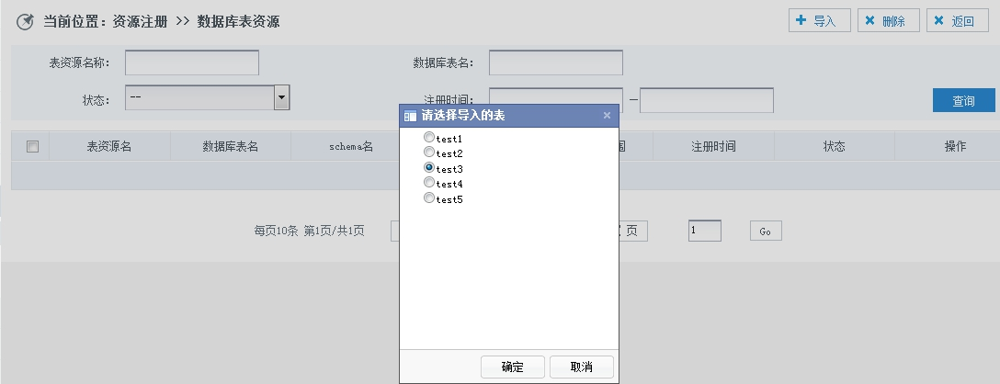 当前位置：资源注册 >> 数据库表资源
导入 删除 返回
表资源名称： 数据库表名：
状态： -- 注册时间： — 查询
请选择导入的表
表资源名 数据库表名 schema名 注册时间 状态 操作
test1
test2
test3
test4
test5
每页10条 第1页/共1页 页 1 Go
确定 取消